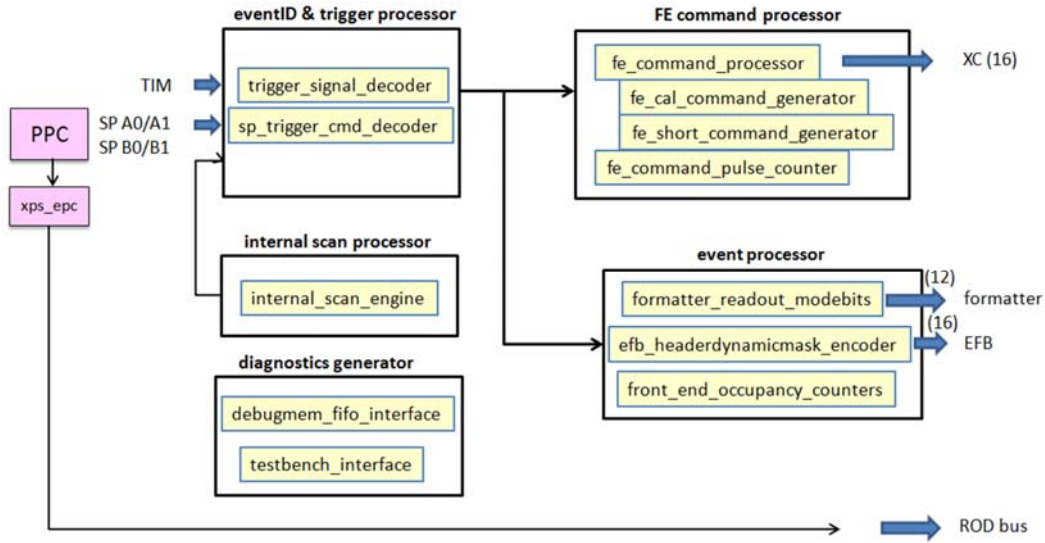 eventID & trigger processor
TIM
trigger_signal_decoder
SP A0/A1
SP B0/B1
sp_trigger_cmd_decoder
PPC
xps_epc
internal scan processor
internal_scan_engine
diagnostics generator
debugmem_fifo_interface
testbench_interface
FE command processor
fe_command_processor
XC (16)
fe_cal_command_generator
fe_short_command_generator
fe_command_pulse_counter
event processor
formatter_readout_modebits
(12)
formatter
efb_headerdynamicmask_encoder
(16)
EFB
front_end_occupancy_counters
ROD bus